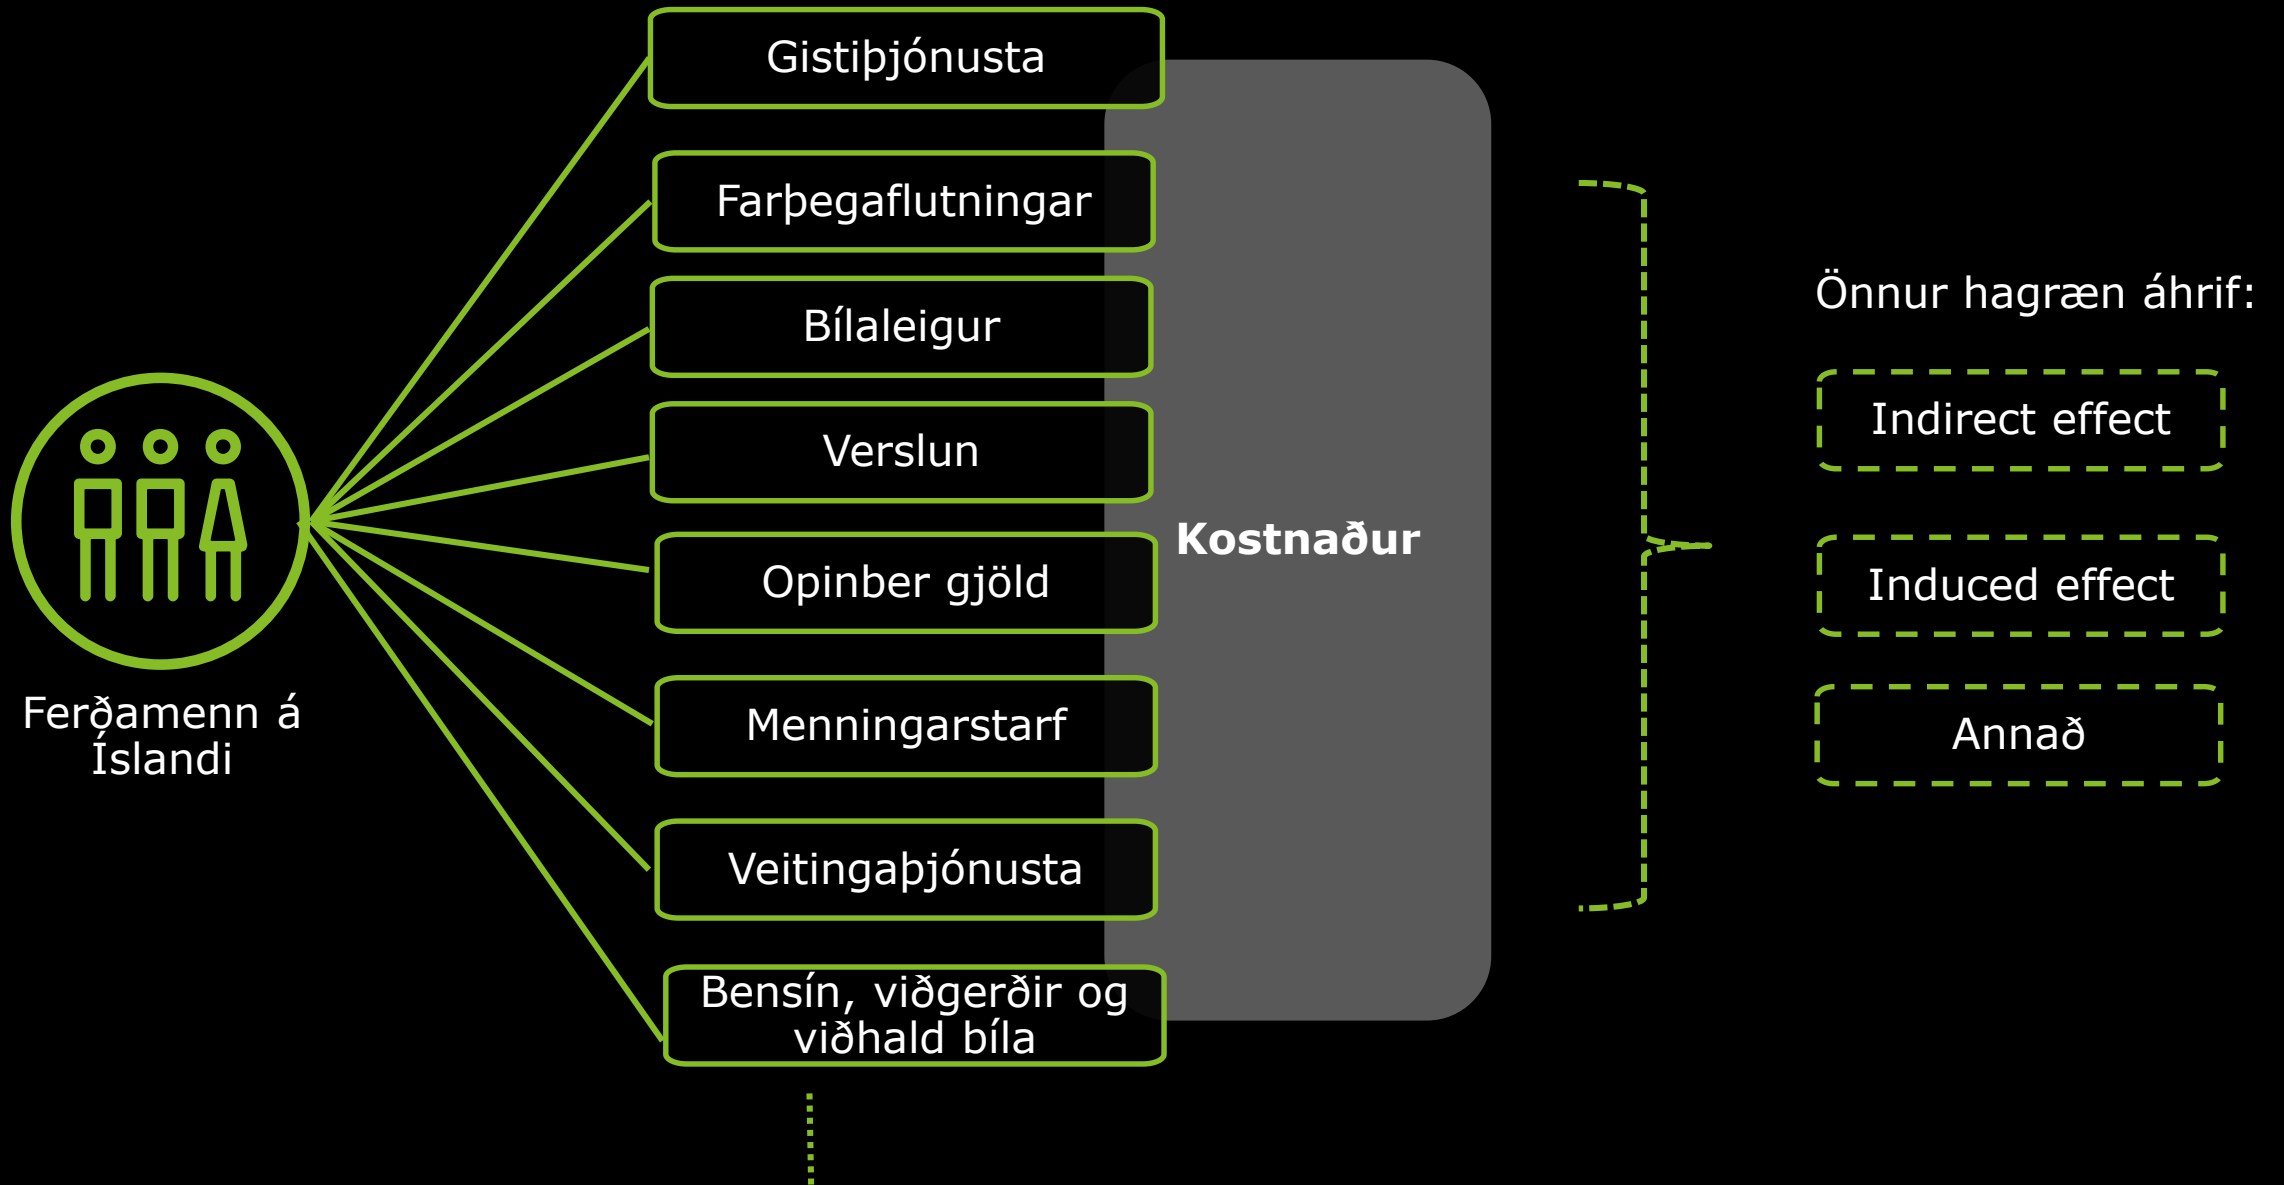 Gistiþjónusta
Farþegaflutningar
Bílaleigur
Verslun
Opinber gjöld
Menningarstarf
Veitingaþjónusta
Bensín, viðgerðir og
viðhald bíla
Ferðamenn á
Íslandi
Kostnaður
Önnur hagræn áhrif:
Indirect effect
Induced effect
Annað